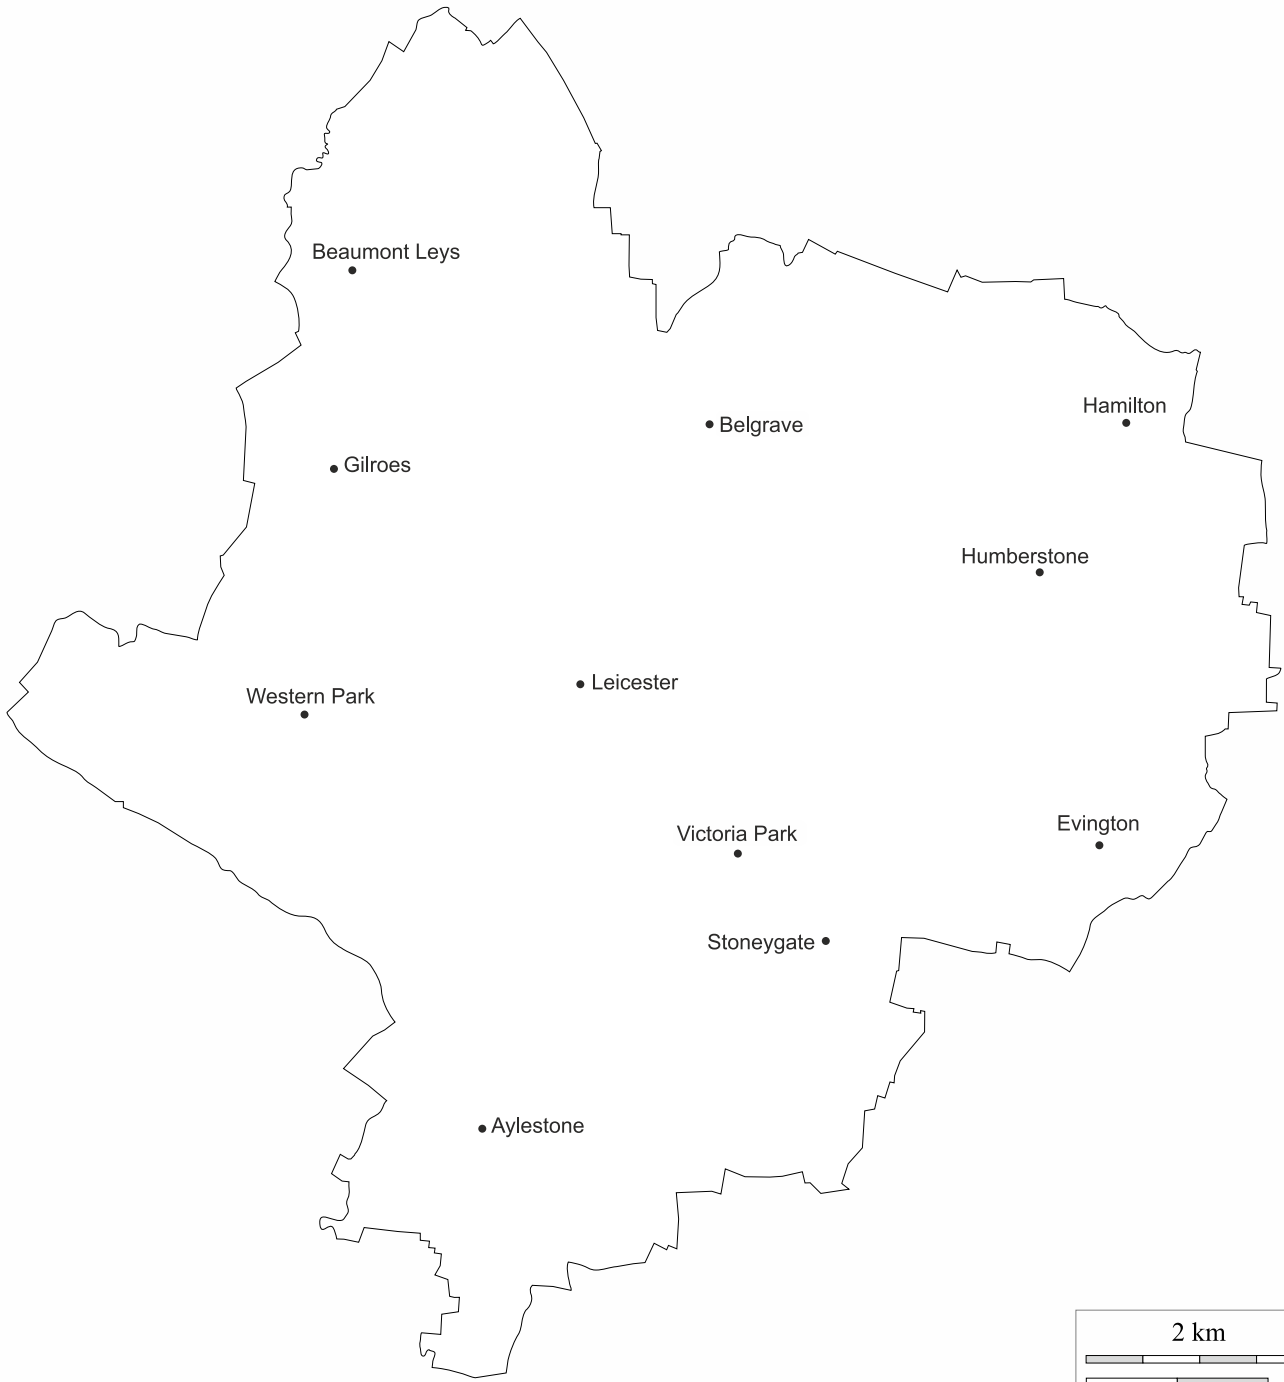 Beaumont Leys
Hamilton
Belgrave
Gilroes
Humberstone
Leicester
Western Park
Evington
Victoria Park
Stoneygate
Aylestone
2 km